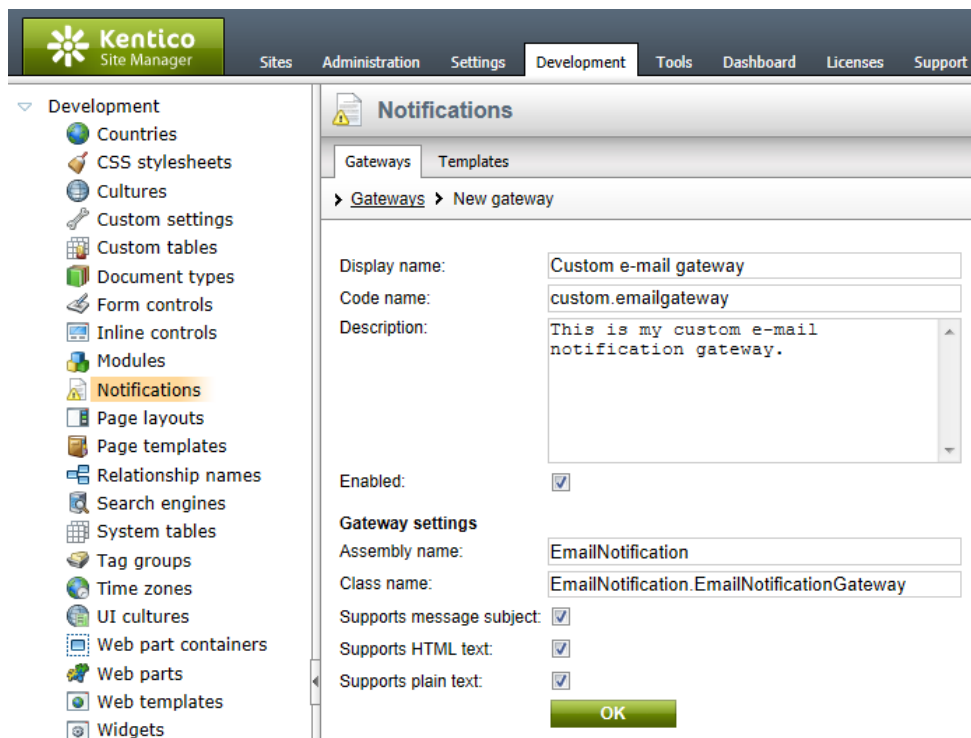 Kentico
Site Manager
Sites Administration Settings Development Tools Dashboard Licenses Support
Development
Countries
CSS stylesheets
Cultures
Custom settings
Custom tables
Document types
Form controls
Inline controls
Modules
Notifications
Page layouts
Page templates
Relationship names
Search engines
System tables
Tag groups
Time zones
UI cultures
Web part containers
Web parts
Web templates
Widgets
Notifications
Gateways Templates
Gateways New gateway
Display name: Custom e-mail gateway
Code name: custom.emailgateway
Description: This is my custom e-mail
notification gateway.
Enabled:
Gateway settings
Assembly name: EmailNotification
Class name: EmailNotification.EmailNotificationGateway
Supports message subject:
Supports HTML text:
Supports plain text:
OK